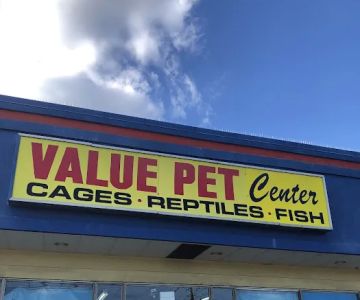 VALUE PET Center
CAGES · REPTILES · FISH